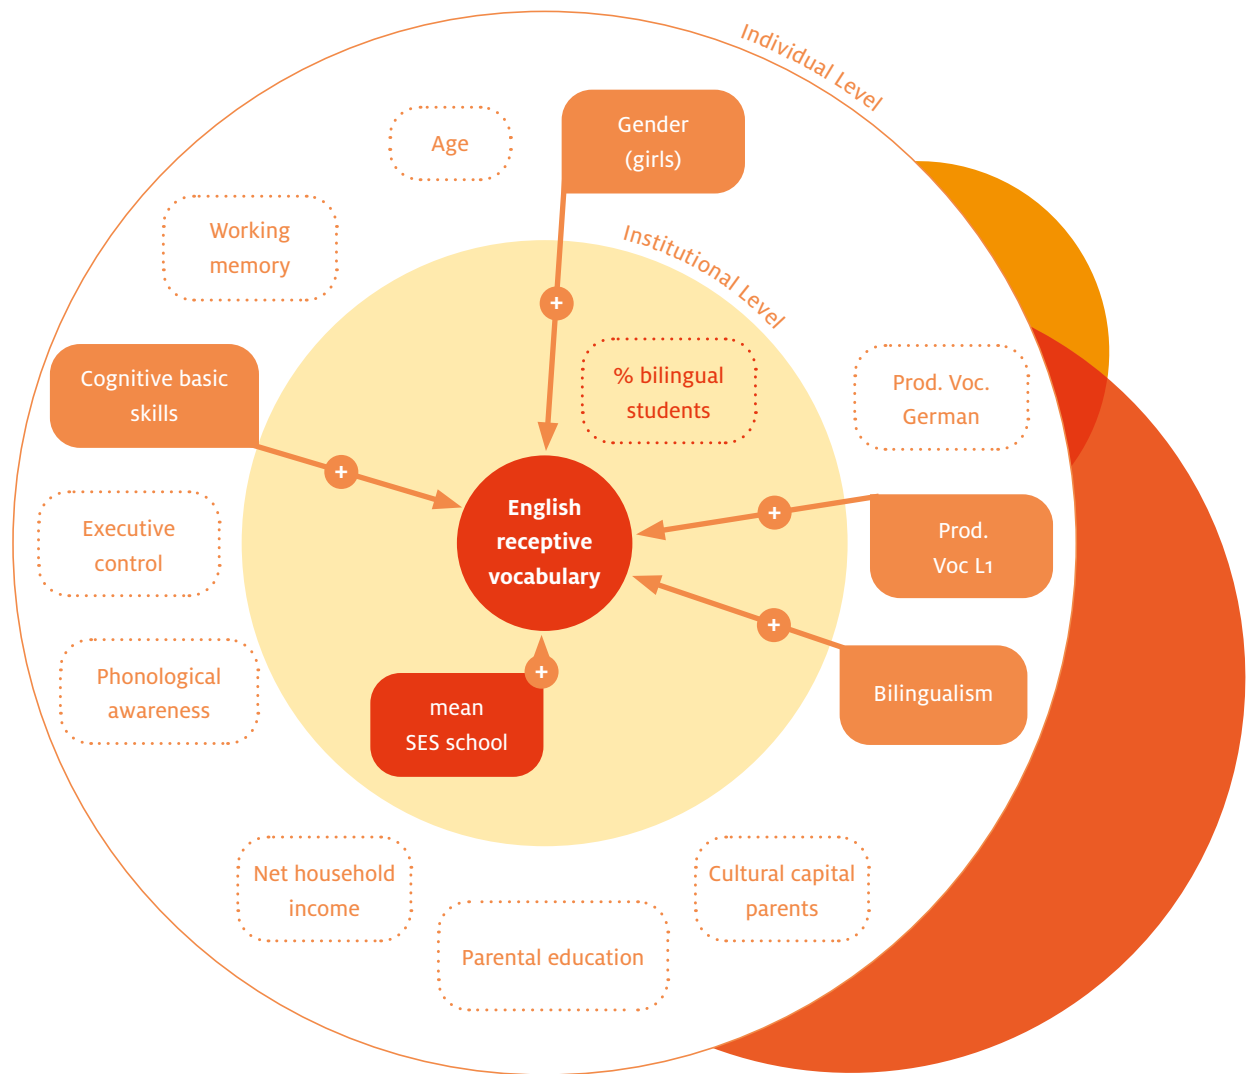 Individual Level
Gender
(girls)
Age
Working
memory
Institutional Level
% bilingual
students
Cognitive basic
skills
Prod. Voc.
German
English
receptive
vocabulary
Executive
control
Prod.
Voc L1
Phonological
awareness
Bilingualism
mean
SES school
Net household
income
Cultural capital
parents
Parental education
+
+
+
+
+